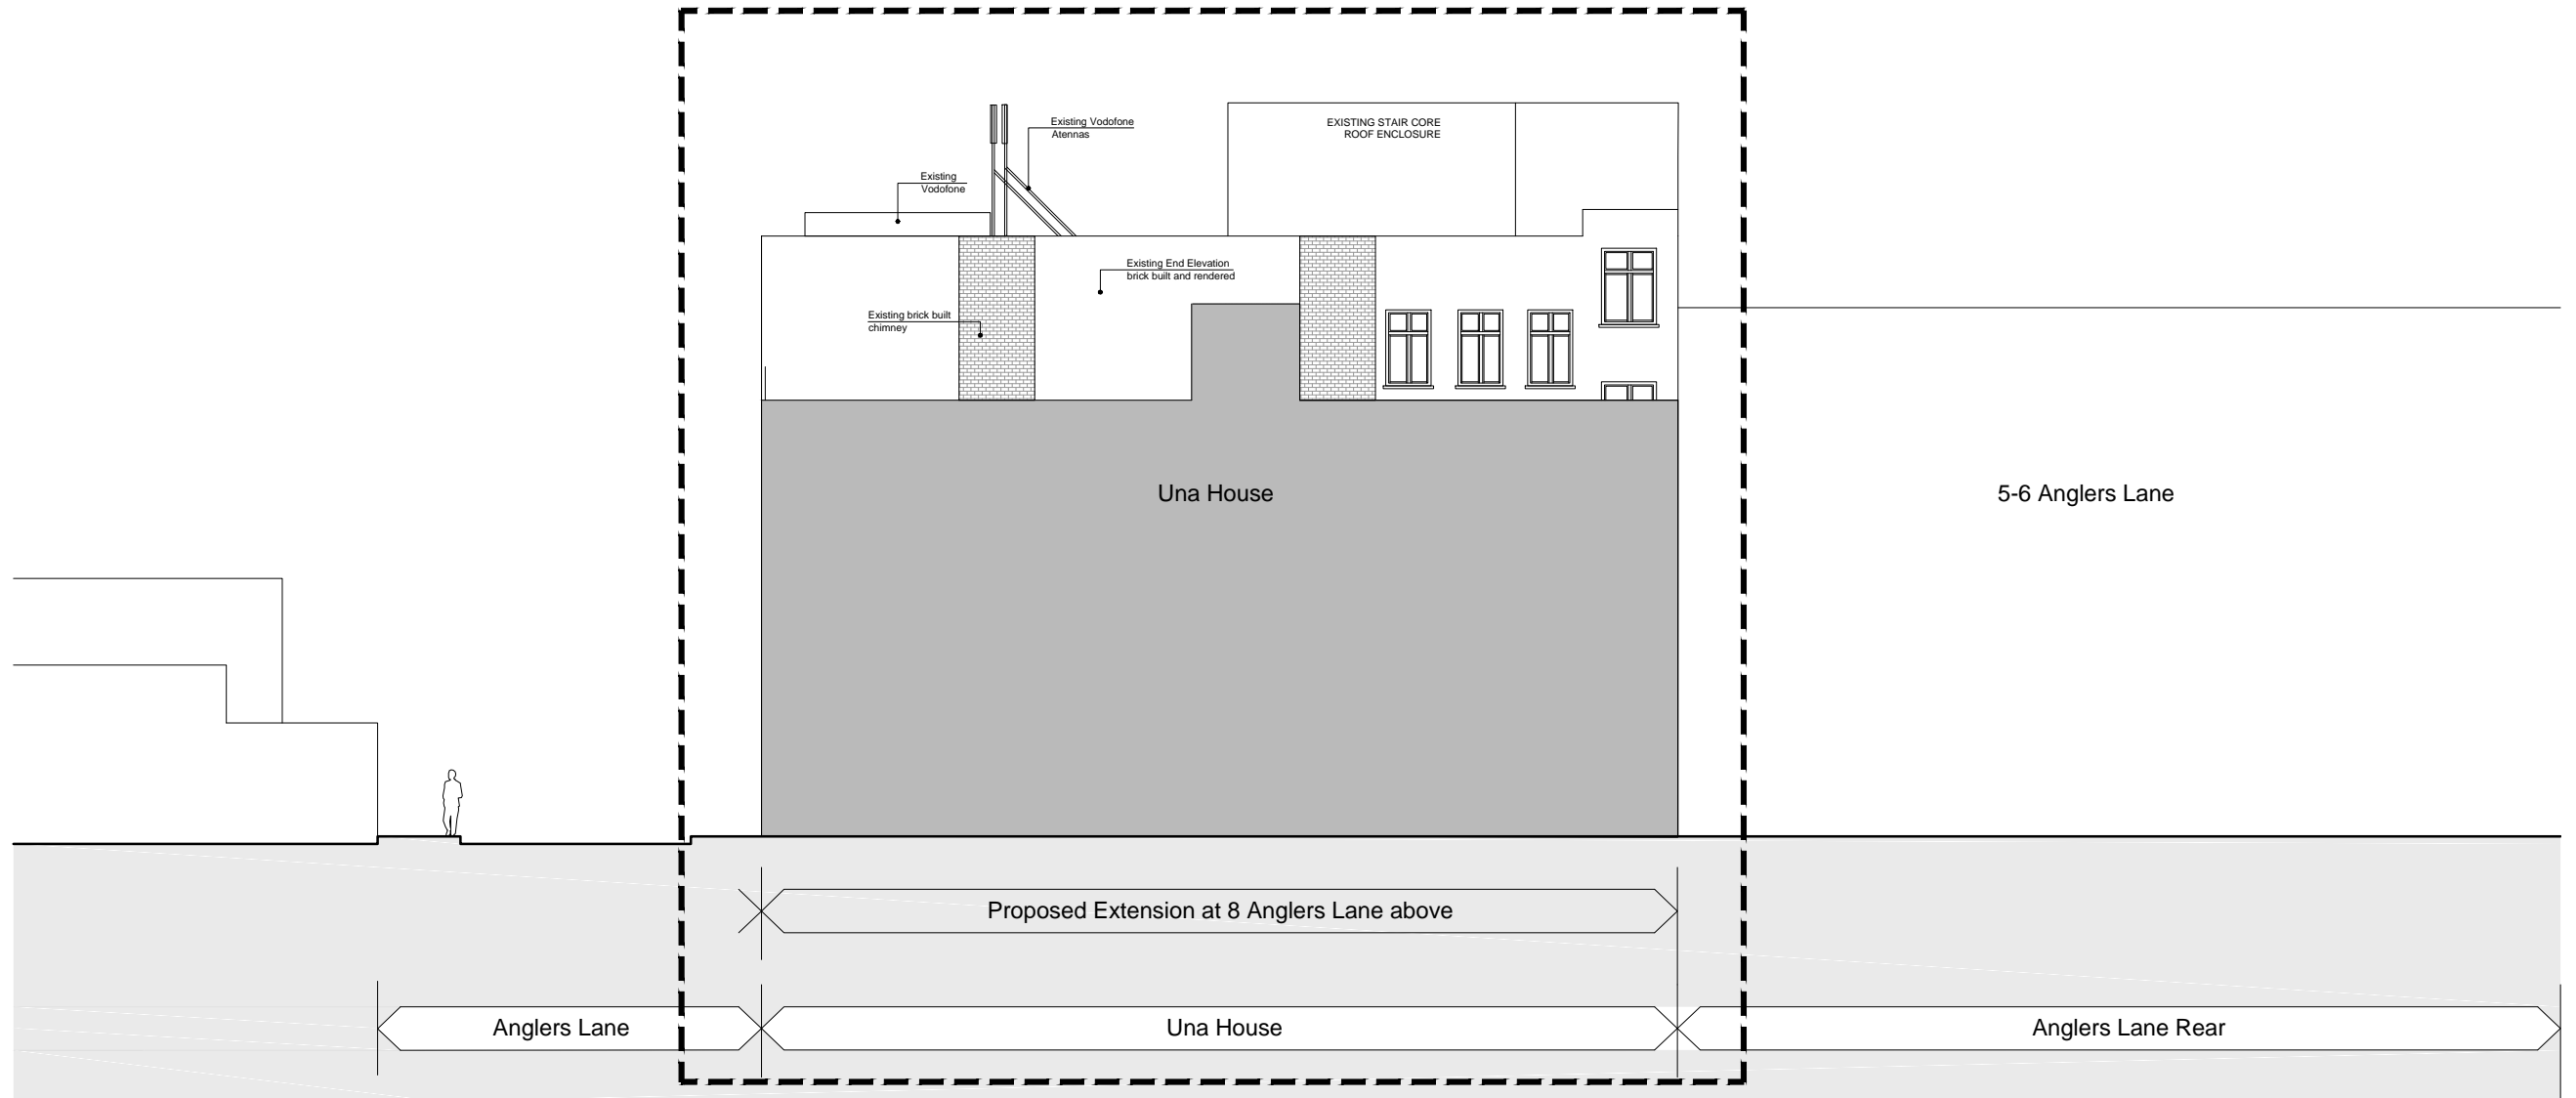 Existing Vodofone
Atennas
EXISTING STAIR CORE
ROOF ENCLOSURE
Existing
Vodofone
Existing End Elevation
brick built and rendered
Existing brick built
chimney
Una House
5-6 Anglers Lane
Proposed Extension at 8 Anglers Lane above
Anglers Lane
Una House
Anglers Lane Rear